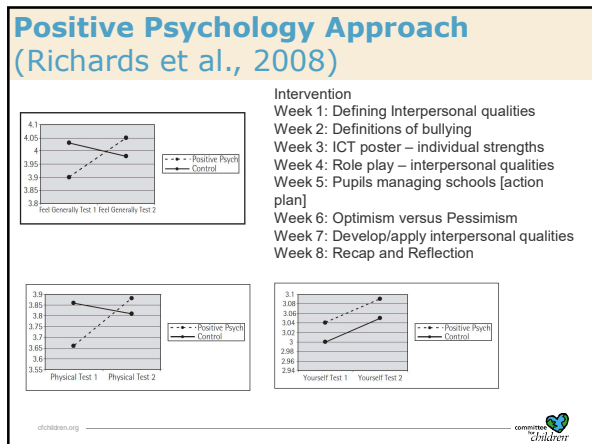 Positive Psychology Approach
(Richards et al., 2008)
Intervention
Week 1: Defining Interpersonal qualities
Week 2: Definitions of bullying
Week 3: ICT poster – individual strengths
Week 4: Role play – interpersonal qualities
Week 5: Pupils managing schools [action
plan]
Week 6: Optimism versus Pessimism
Week 7: Develop/apply interpersonal qualities
Week 8: Recap and Reflection
4.1
4.05
4
3.95
3.9
3.85
3.8
Feel Generally Test 1 Feel Generally Test 2
Positive Psych
Control
3.9
3.85
3.8
3.75
3.7
3.65
3.6
3.55
Physical Test 1 Physical Test 2
Positive Psych
Control
3.1
3.08
3.06
3.04
3.02
3
2.98
2.96
2.94
Yourself Test 1 Yourself Test 2
Positive Psych
Control
cfchildren.org
committee
for
children